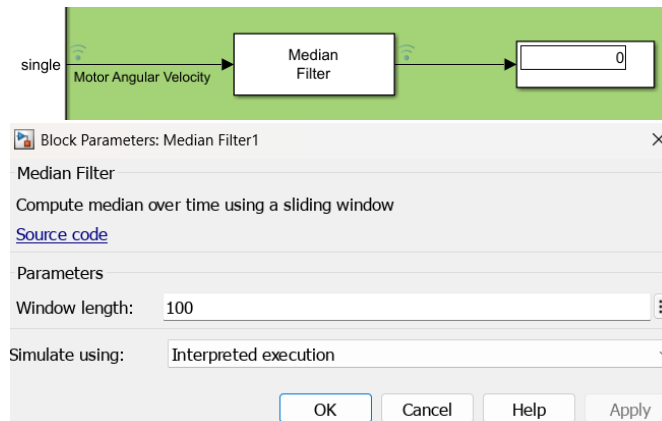 single
Motor Angular Velocity
Median
Filter
0
Block Parameters: Median Filter1
Median Filter
Compute median over time using a sliding window
Source code
Parameters
Window length: 100
Simulate using: Interpreted execution
OK Cancel Help Apply